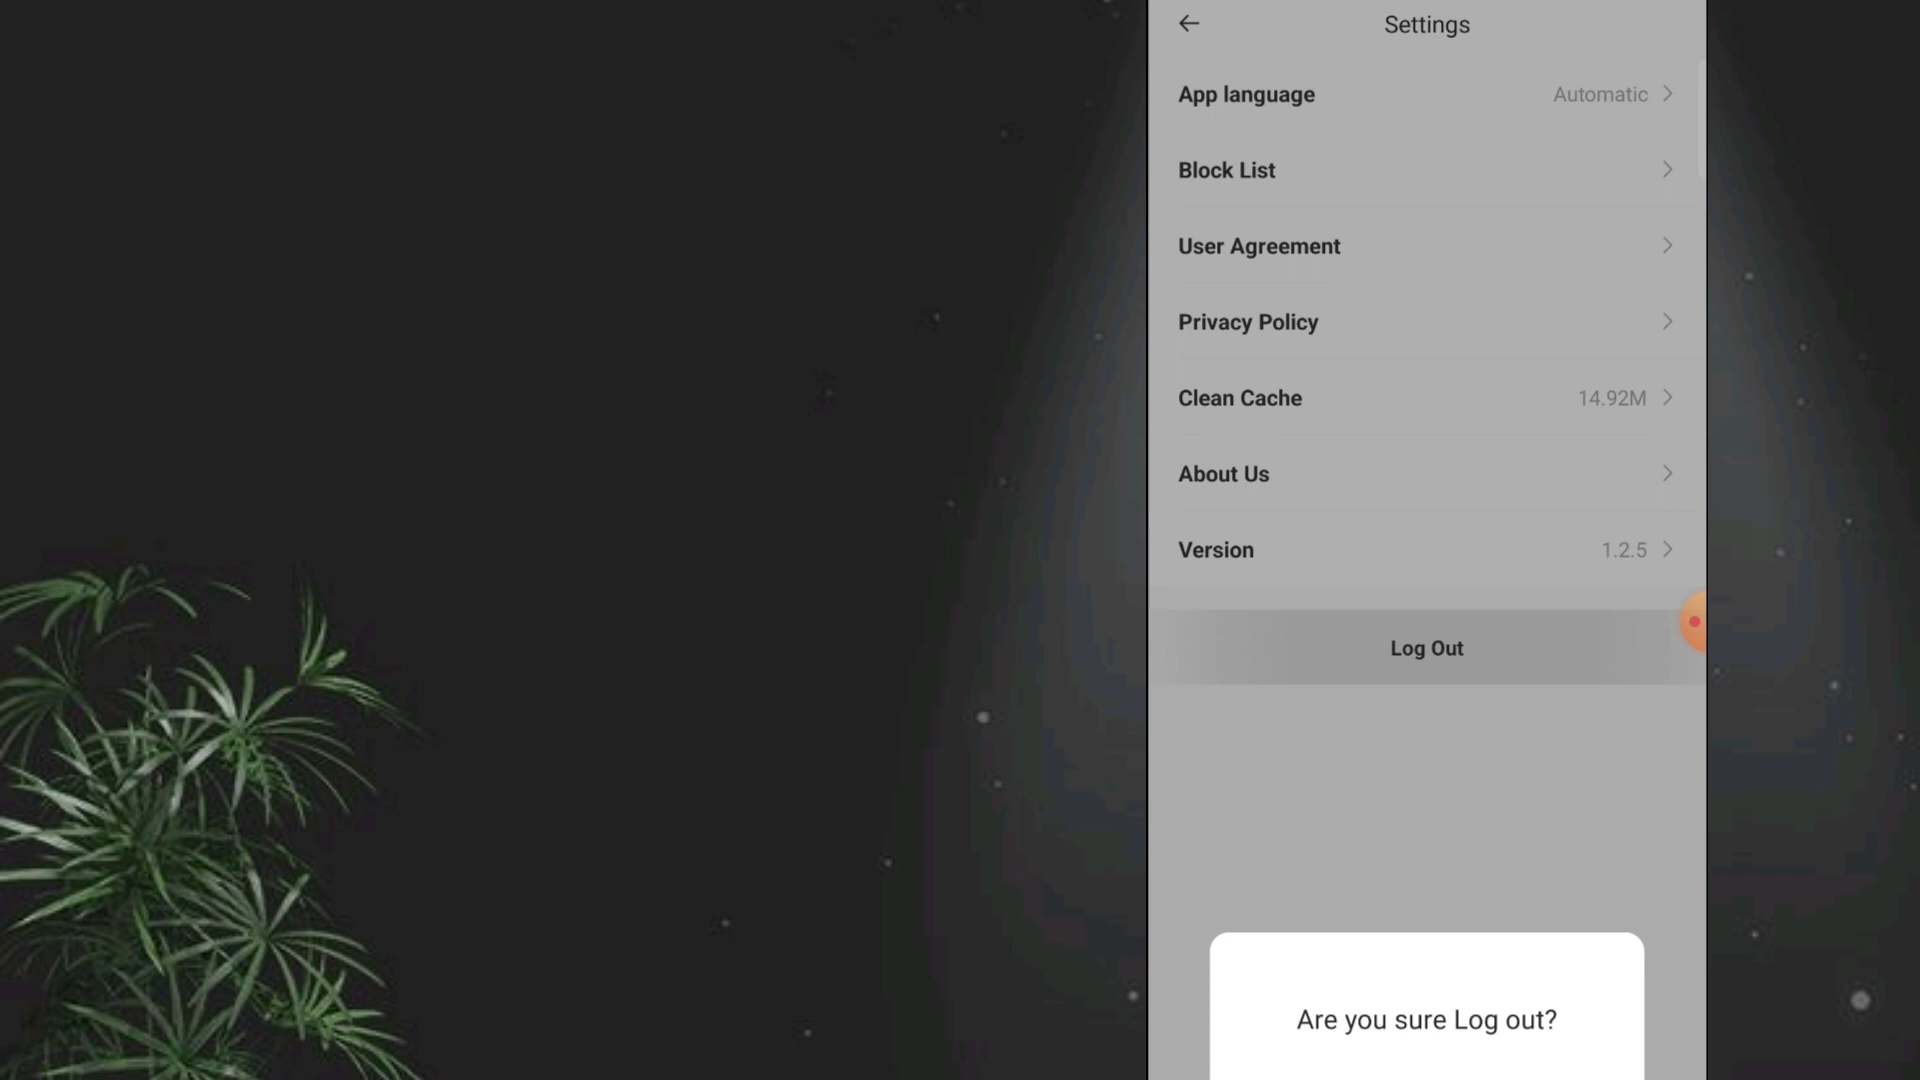 Settings
App language Automatic
Block List
User Agreement
Privacy Policy
Clean Cache 14.92M
About Us
Version 1.2.5
Log Out
Are you sure Log out?